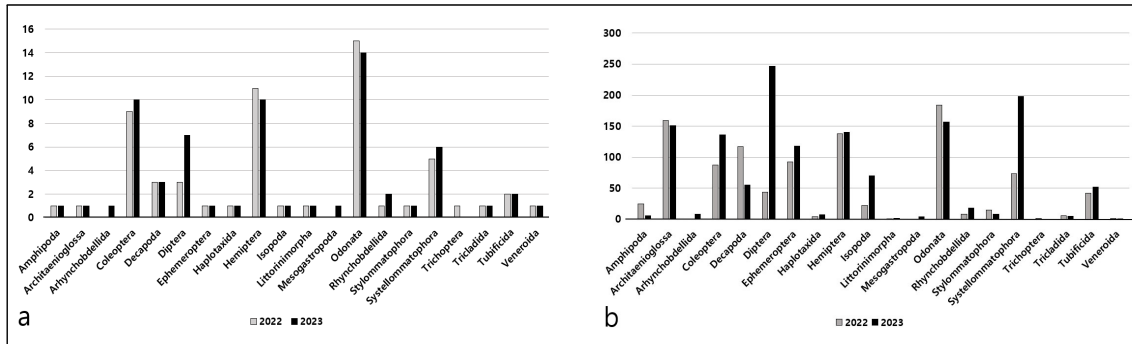 16
14
12
10
8
6
4
2
0
Amphipoda
Architaenioglossa
Arhynchobdellida
Coleoptera
Decapoda
Diptera
Ephemeroptera
Haplotaxida
Hemiptera
Isopoda
Littorinimorpha
Mesogastropoda
Odonata
Rhynchobdellida
Stylommatophora
Systellommatophora
Trichoptera
Tricladida
Tubificida
Veneroida
2022 2023
a
300
250
200
150
100
50
0
Amphipoda
Architaenioglossa
Arhynchobdellida
Coleoptera
Decapoda
Diptera
Ephemeroptera
Haplotaxida
Hemiptera
Isopoda
Littorinimorpha
Mesogastropoda
Odonata
Rhynchobdellida
Stylommatophora
Systellommatophora
Trichoptera
Tricladida
Tubificida
Veneroida
2022 2023
b